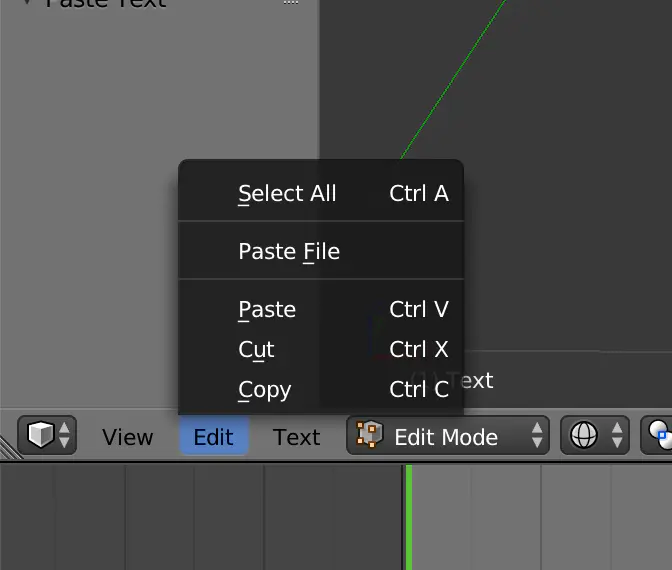 Paste Text
Select All Ctrl A
Paste File
Paste Ctrl V
Cut Ctrl X
Copy Ctrl C
(1) Text
View Edit Text Edit Mode